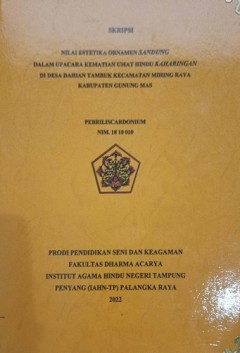 SKRIPSI
NILAI ESTETIKA ORNAMEN SANDUNG
DALAM UPACARA KEMATIAN UMAT HINDU KAHARINGAN
DI DESA DAHIAN TAMBUK KECAMATAN MIHING RAYA
KABUPATEN GUNUNG MAS
PEBRILISCARDONIUM
NIM. 18 10 010
PRODI PENDIDIKAN SENI DAN KEAGAMAAN
FAKULTAS DHARMA ACARYA
INSTITUT AGAMA HINDU NEGERI TAMPUNG
PENYANG (IAHN-TP) PALANGKA RAYA
2022